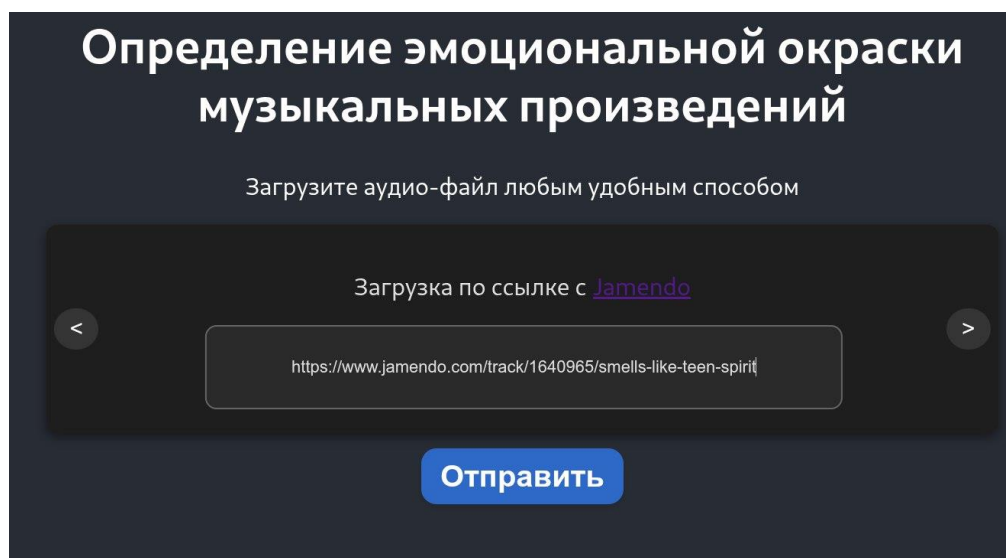 Определение эмоциональной окраски
музыкальных произведений
Загрузите аудио-файл любым удобным способом
Загрузка по ссылке с Jamendo
<
>
https://www.jamendo.com/track/1640965/smells-like-teen-spirit
Отправить